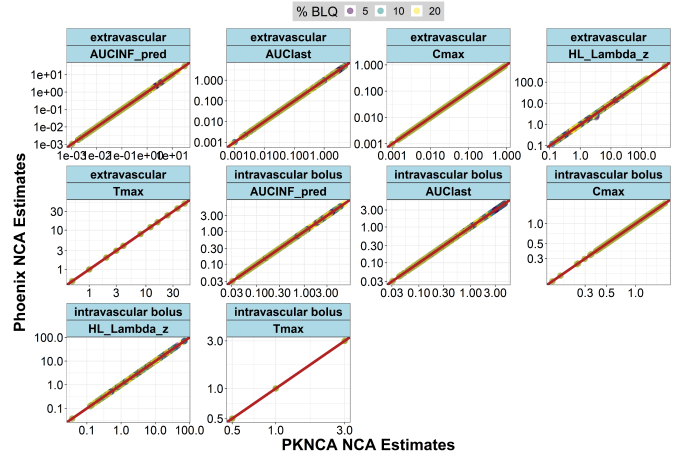 % BLQ 5 10 20
extravascular extravascular extravascular extravascular
AUCINF_pred AUClast Cmax HL_Lambda_z
1e+01 1e+00 1e-01 1e-02 1e-03
1.000 0.100 0.010 0.001
1.000 0.100 0.010 0.001
100.0 10.0 1.0 0.1
1e-03 1e-02 1e-01 1e+00 1e+01
0.001 0.010 0.100 1.000
0.001 0.010 0.100 1.000
0.1 1.0 10.0 100.0
extravascular intravascular bolus intravascular bolus intravascular bolus
Tmax AUCINF_pred AUClast Cmax
30 10 3 1
3.00 1.00 0.30 0.10 0.03
3.00 1.00 0.30 0.10 0.03
1.0 0.5 0.3
1 3 10 30
0.03 0.10 0.30 1.00 3.00
0.03 0.10 0.30 1.00 3.00
0.3 0.5 1.0
intravascular bolus intravascular bolus
HL_Lambda_z Tmax
100.0 10.0 1.0 0.1
3.0 1.0 0.5
0.1 1.0 10.0 100.0
0.5 1.0 3.0
Phoenix NCA Estimates
PKNCA NCA Estimates